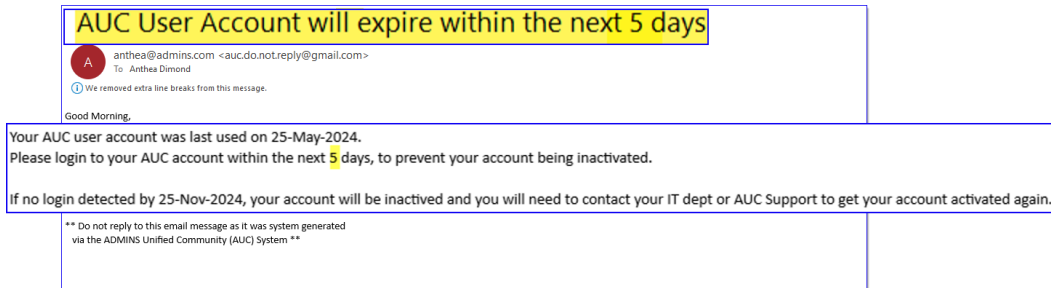 AUC User Account will expire within the next 5 days
A
anthea@admins.com <auc.do.not.reply@gmail.com>
To Anthea Dimond
i We removed extra line breaks from this message.
Good Morning,
Your AUC user account was last used on 25-May-2024.
Please login to your AUC account within the next 5 days, to prevent your account being inactivated.
If no login detected by 25-Nov-2024, your account will be inactived and you will need to contact your IT dept or AUC Support to get your account activated again.
** Do not reply to this email message as it was system generated
via the ADMINS Unified Community (AUC) System **